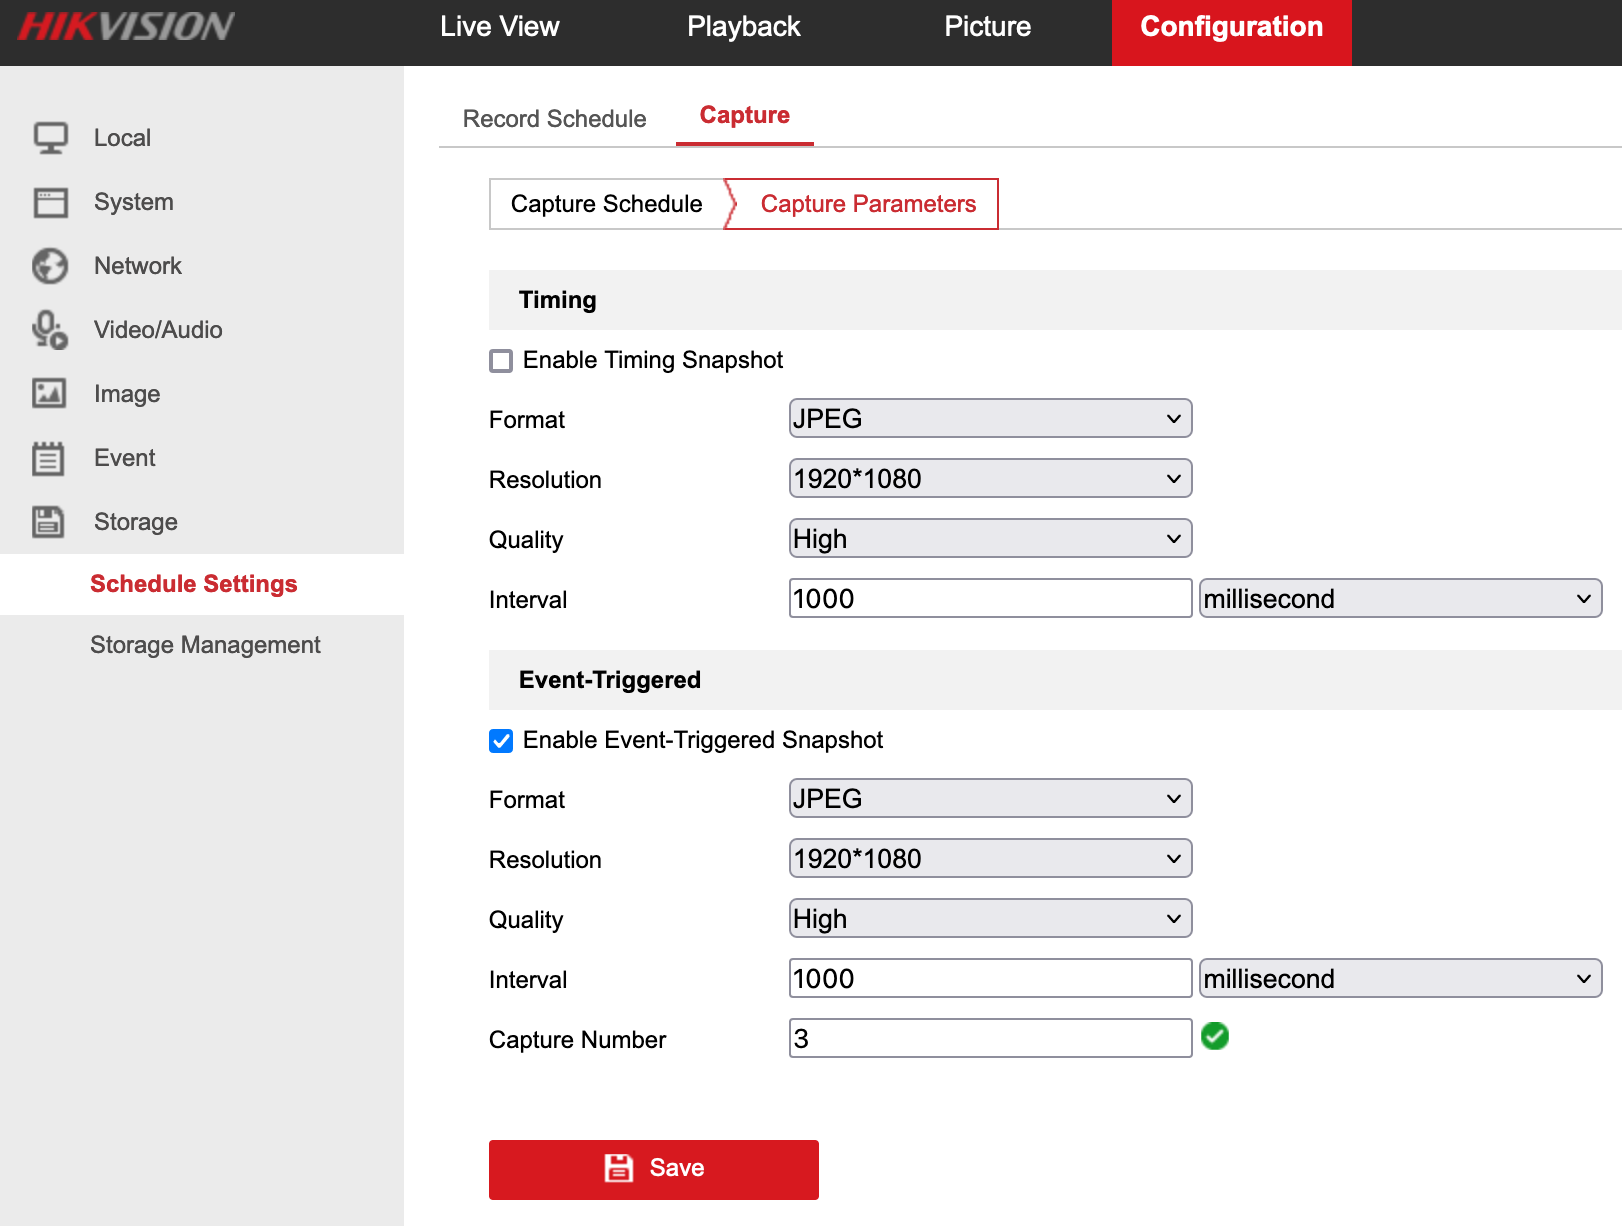 HIKVISION
Live View
Playback
Picture
Configuration
Local
System
Network
Video/Audio
Image
Event
Storage
Schedule Settings
Storage Management
Record Schedule
Capture
Capture Schedule
Capture Parameters
Timing
Enable Timing Snapshot
Format JPEG
Resolution 1920*1080
Quality High
Interval 1000 millisecond
Event-Triggered
Enable Event-Triggered Snapshot
Format JPEG
Resolution 1920*1080
Quality High
Interval 1000 millisecond
Capture Number 3
Save